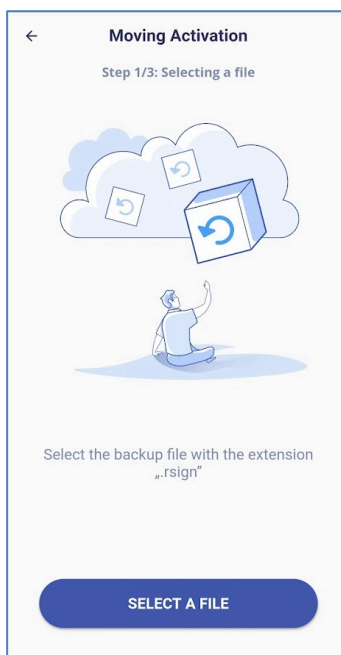 Moving Activation
Step 1/3: Selecting a file
Select the backup file with the extension
„.rsign”
SELECT A FILE